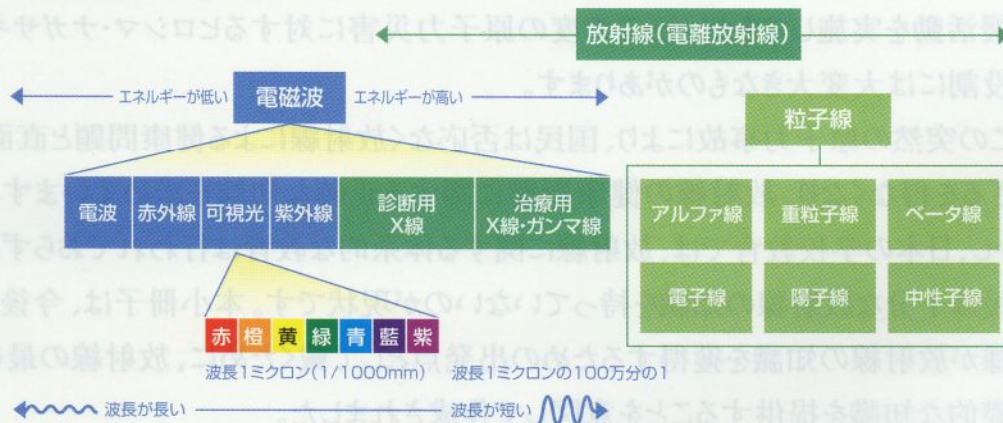 放射線(電離放射線)
エネルギーが低い 電磁波 エネルギーが高い
粒子線
電波 赤外線 可視光 紫外線 診断用X線 治療用X線・ガンマ線
アルファ線 重粒子線 ベータ線
電子線 陽子線 中性子線
赤 橙 黄 緑 青 藍 紫
波長1ミクロン(1/1000mm) 波長1ミクロンの100万分の1
波長が長い 波長が短い